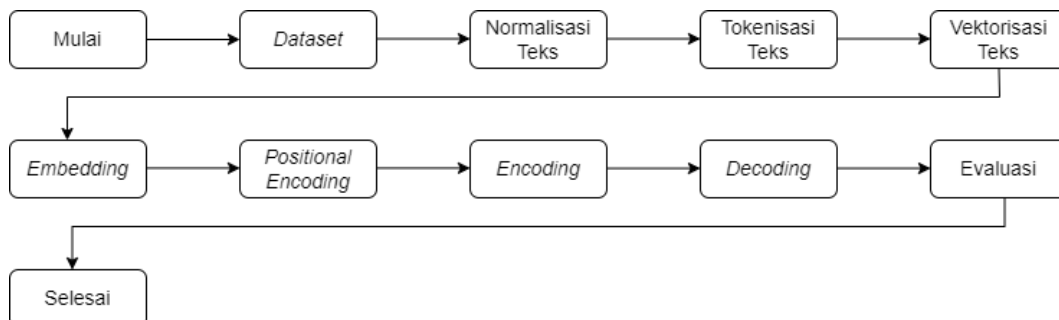 Mulai
Dataset
Normalisasi
Teks
Tokenisasi
Teks
Vektorisasi
Teks
Embedding
Positional
Encoding
Encoding
Decoding
Evaluasi
Selesai